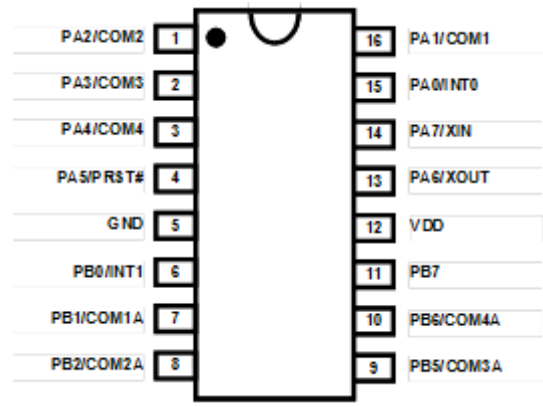 PA2/COM2 1 16 PA1/COM1
PA3/COM3 2 15 PA0/INT0
PA4/COM4 3 14 PA7/XIN
PA5/PRST# 4 13 PA6/XOUT
GND 5 12 VDD
PB0/INT1 6 11 PB7
PB1/COM1A 7 10 PB6/COM4A
PB2/COM2A 8 9 PB5/COM3A